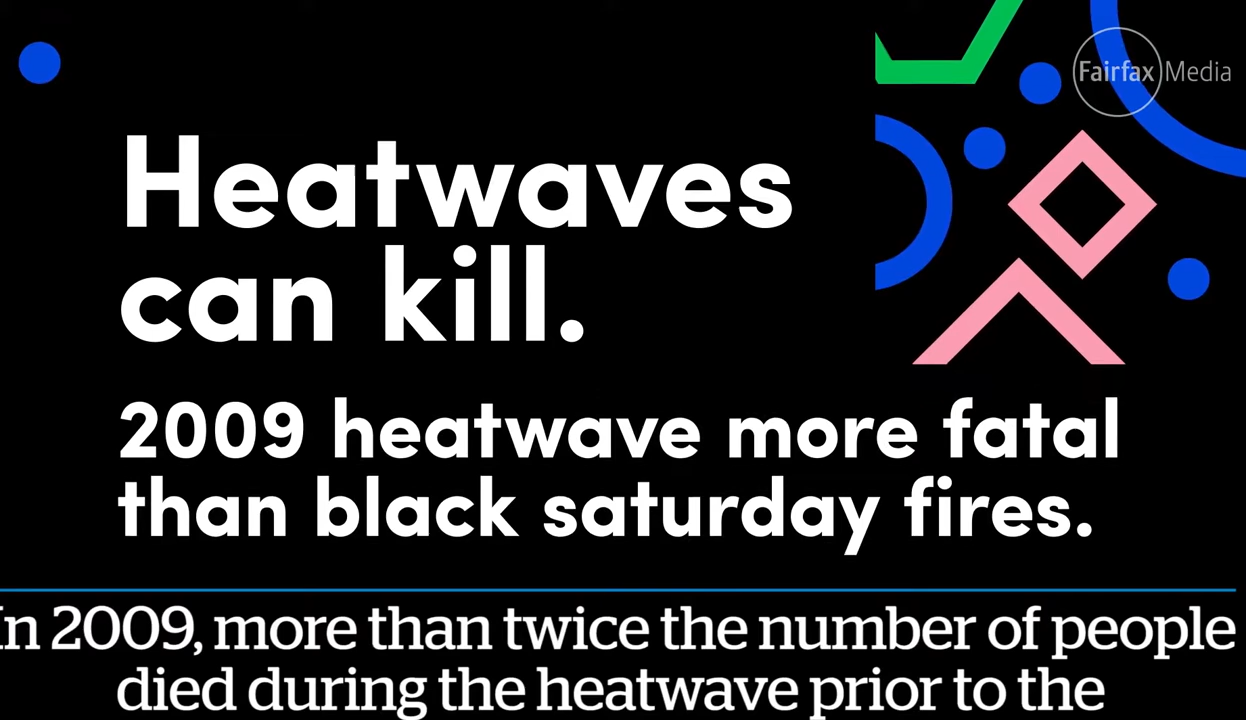 Fairfax Media
Heatwaves
can kill.
2009 heatwave more fatal
than black saturday fires.
In 2009, more than twice the number of people
died during the heatwave prior to the